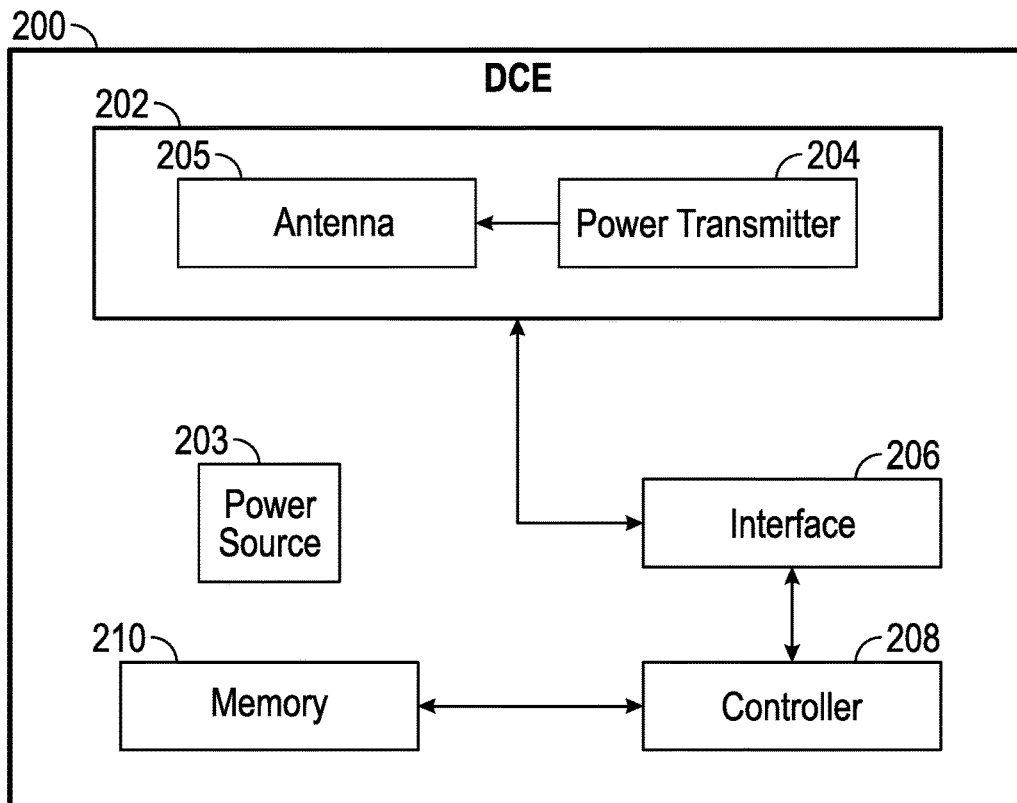 200
DCE
202
205
204
Antenna
Power Transmitter
203
206
Power
Source
Interface
210
208
Memory
Controller